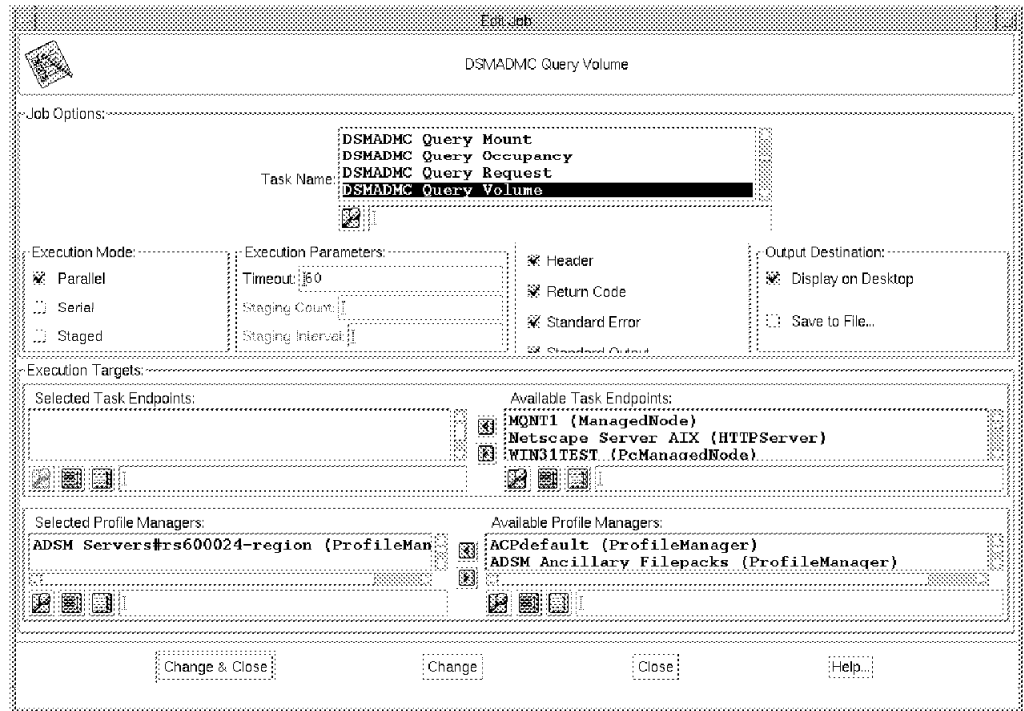 Edit Job
DSMADMC Query Volume
Job Options:
DSMADMC Query Mount
DSMADMC Query Occupancy
DSMADMC Query Request
Task Name:
DSMADMC Query Volume
Execution Mode:
Parallel
Serial
Staged
Execution Parameters:
Timeout: 60
Staging Count:
Staging Interval:
Header
Return Code
Standard Error
Standard Output
Output Destination:
Display on Desktop
Save to File...
Execution Targets:
Selected Task Endpoints:
Available Task Endpoints:
MQNT1 (ManagedNode)
Netscape Server AIX (HTTPServer)
WIN31TEST (PcManagedNode)
Selected Profile Managers:
ADSM Servers#rs600024-region (ProfileMan
Available Profile Managers:
ACPdefault (ProfileManager)
ADSM Ancillary Filepacks (ProfileManager)
Change & Close
Change
Close
Help...